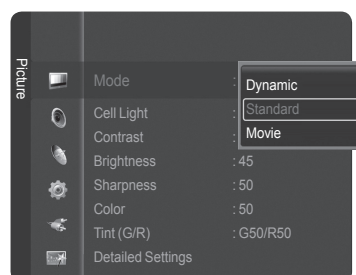 Picture
Mode : Dynamic
Standard
Cell Light :
Contrast : Movie
Brightness : 45
Sharpness : 50
Color : 50
Tint (G/R) : G50/R50
Detailed Settings